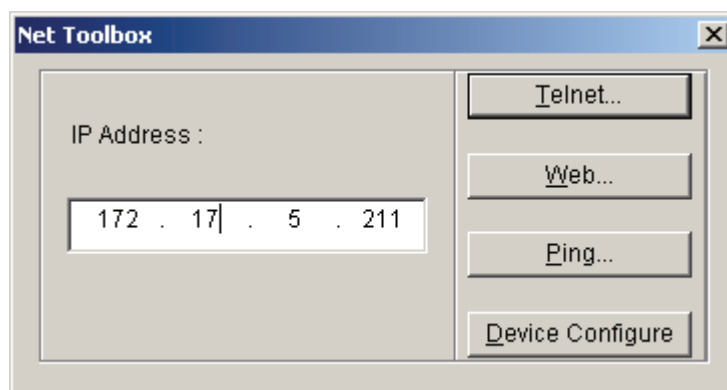 Net Toolbox
IP Address :
172 . 17 . 5 . 211
Telnet...
Web...
Ping...
Device Configure